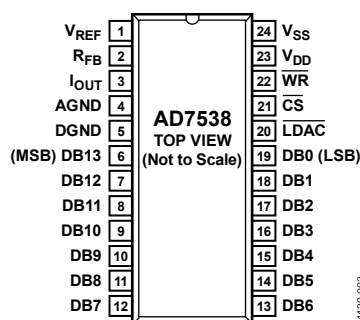 VREF 1 24 VSS
RFB 2 23 VDD
IOUT 3 22 WR
AGND 4 21 CS
DGND 5 20 LDAC
(MSB) DB13 6 19 DB0 (LSB)
DB12 7 18 DB1
DB11 8 17 DB2
DB10 9 16 DB3
DB9 10 15 DB4
DB8 11 14 DB5
DB7 12 13 DB6
AD7538
TOP VIEW
(Not to Scale)